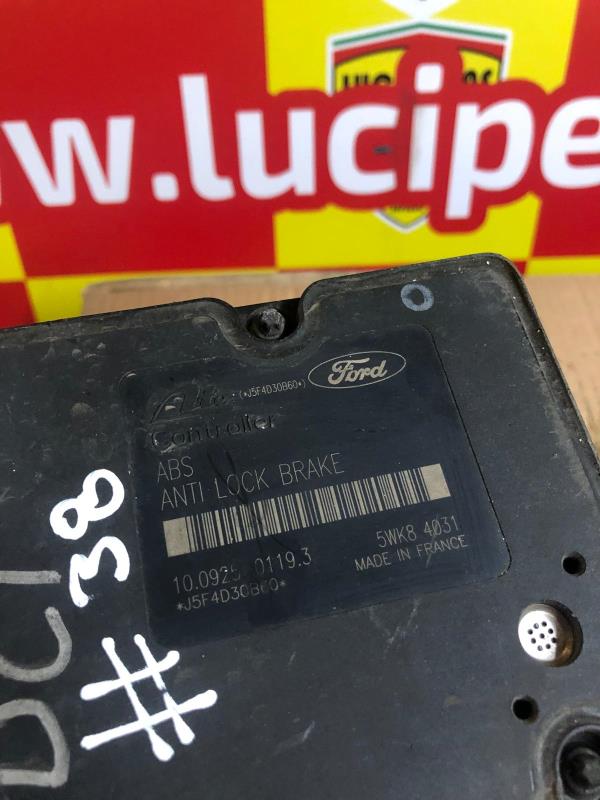 w.lucipe
(*J5F4D30B60*)
Ford
Controller
ABS
ANTI LOCK BRAKE
5WK8 4031
10.0925 0119.3
MADE IN FRANCE
*J5F4D30B60*
#38
DCI